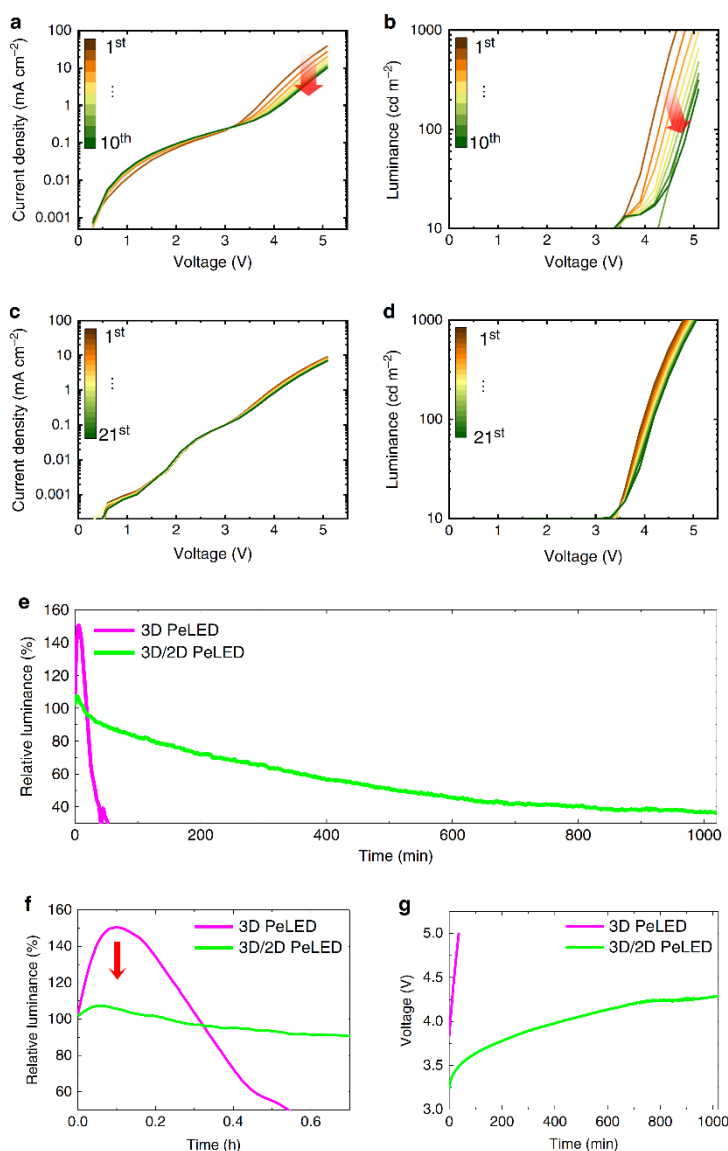 a
Current density (mA cm⁻²)
100
10
1
0.1
0.01
0.001
1st
⋮
10th
0 1 2 3 4 5
Voltage (V)
b
Luminance (cd m⁻²)
1000
100
10
1st
⋮
10th
0 1 2 3 4 5
Voltage (V)
c
Current density (mA cm⁻²)
100
10
1
0.1
0.01
0.001
1st
⋮
21st
0 1 2 3 4 5
Voltage (V)
d
Luminance (cd m⁻²)
1000
100
10
1st
⋮
21st
0 1 2 3 4 5
Voltage (V)
e
Relative luminance (%)
160
140
120
100
80
60
40
3D PeLED
3D/2D PeLED
0 200 400 600 800 1000
Time (min)
f
Relative luminance (%)
160
140
120
100
80
60
3D PeLED
3D/2D PeLED
0.0 0.2 0.4 0.6
Time (h)
g
Voltage (V)
5.0
4.5
4.0
3.5
3.0
3D PeLED
3D/2D PeLED
0 200 400 600 800 1000
Time (min)